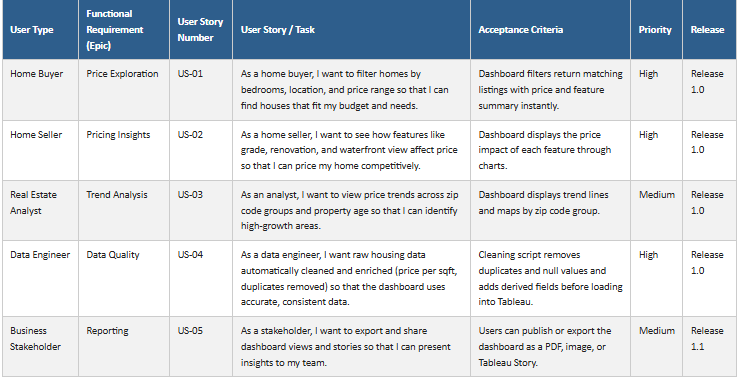 User Type
Functional
Requirement
(Epic)
User Story
Number
User Story / Task
Acceptance Criteria
Priority
Release
Home Buyer
Price Exploration
US-01
As a home buyer, I want to filter homes by
bedrooms, location, and price range so that I can
find houses that fit my budget and needs.
Dashboard filters return matching
listings with price and feature
summary instantly.
High
Release
1.0
Home Seller
Pricing Insights
US-02
As a home seller, I want to see how features like
grade, renovation, and waterfront view affect price
so that I can price my home competitively.
Dashboard displays the price
impact of each feature through
charts.
High
Release
1.0
Real Estate
Analyst
Trend Analysis
US-03
As an analyst, I want to view price trends across zip
code groups and property age so that I can identify
high-growth areas.
Dashboard displays trend lines
and maps by zip code group.
Medium
Release
1.0
Data Engineer
Data Quality
US-04
As a data engineer, I want raw housing data
automatically cleaned and enriched (price per sqft,
duplicates removed) so that the dashboard uses
accurate, consistent data.
Cleaning script removes
duplicates and null values and
adds derived fields before loading
into Tableau.
High
Release
1.0
Business
Stakeholder
Reporting
US-05
As a stakeholder, I want to export and share
dashboard views and stories so that I can present
insights to my team.
Users can publish or export the
dashboard as a PDF, image, or
Tableau Story.
Medium
Release
1.1